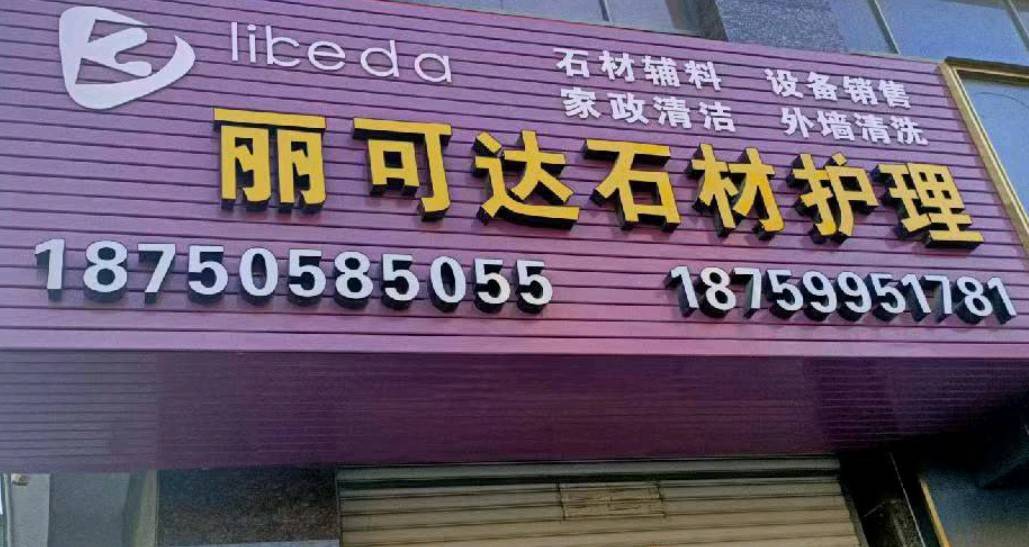 libeda
石材辅料 设备销售
家政清洁 外墙清洗
丽可达石材护理
18750585055 18759951781